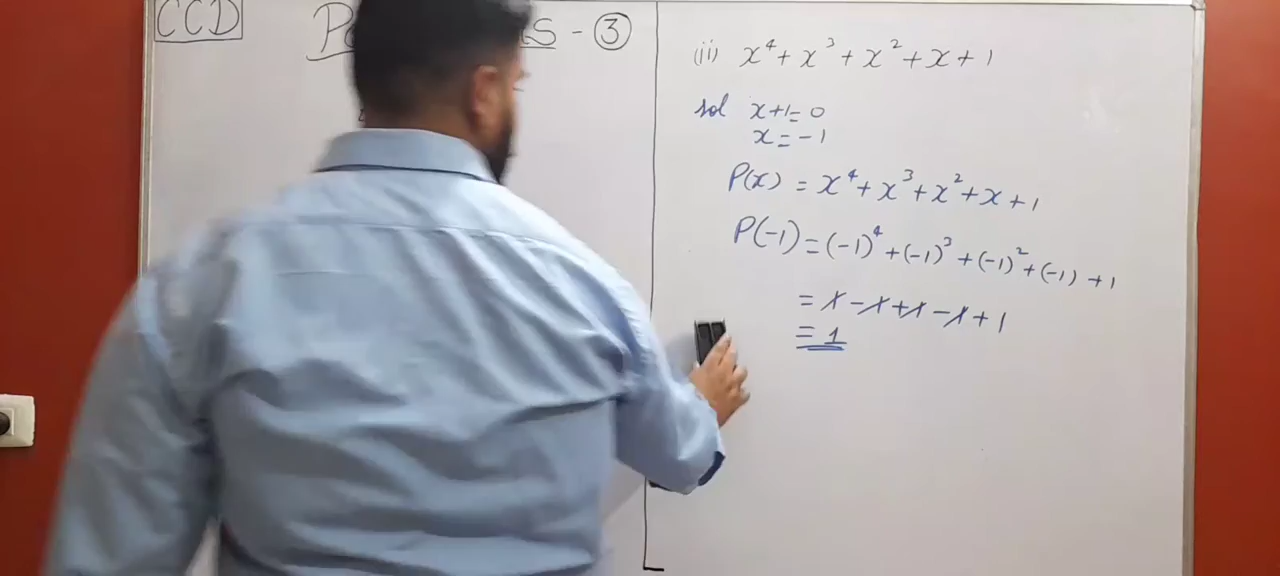 CCD
S - ③
(ii) x⁴ + x³ + x² + x + 1
sol x+1 = 0
x = -1
P(x) = x⁴ + x³ + x² + x + 1
P(-1) = (-1)⁴ + (-1)³ + (-1)² + (-1) + 1
= 1 - 1 + 1 - 1 + 1
= 1